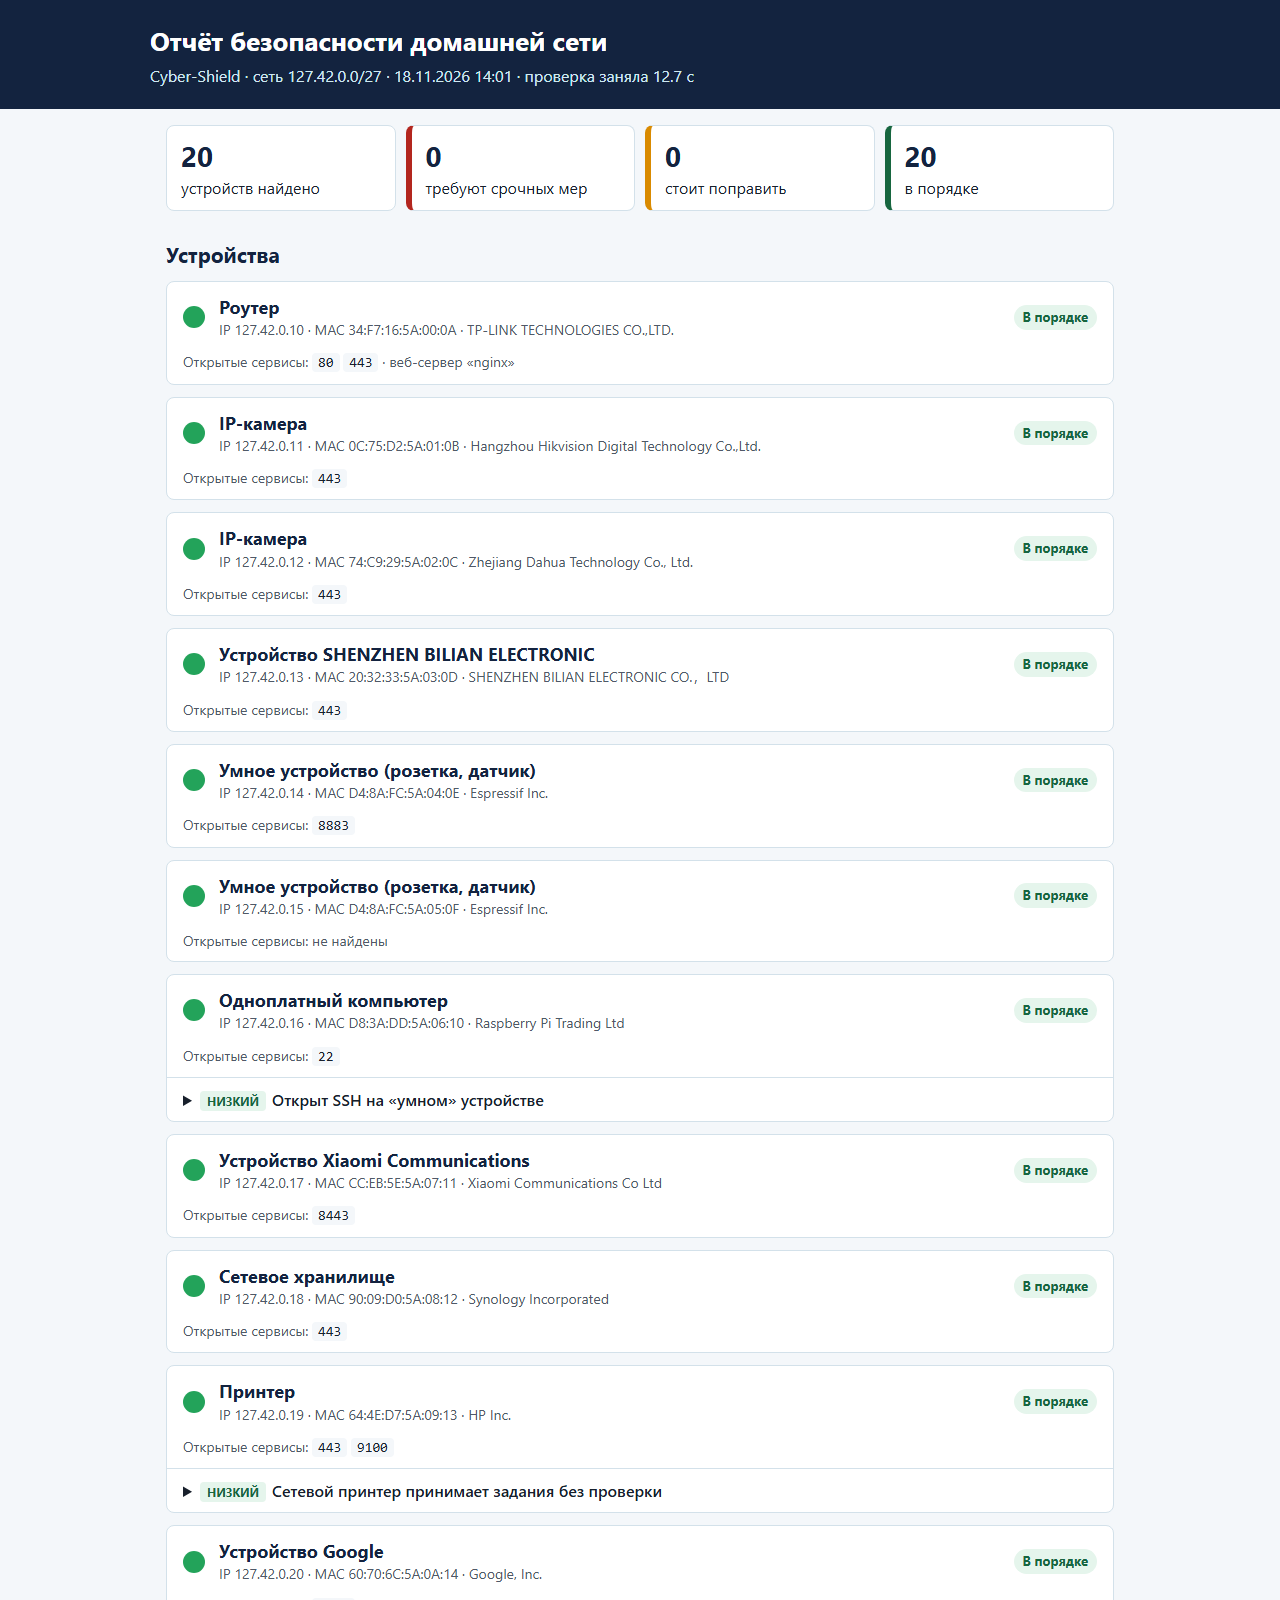 Отчёт безопасности домашней сети
Cyber-Shield · сеть 127.42.0.0/27 · 18.11.2026 14:01 · проверка заняла 12.7 с
20
устройств найдено
0
требуют срочных мер
0
стоит поправить
20
в порядке
Устройства
Роутер
IP 127.42.0.10 · MAC 34:F7:16:5A:00:0A · TP-LINK TECHNOLOGIES CO.,LTD.
В порядке
Открытые сервисы: 80 443 · веб-сервер «nginx»
IP-камера
IP 127.42.0.11 · MAC 0C:75:D2:5A:01:0B · Hangzhou Hikvision Digital Technology Co.,Ltd.
В порядке
Открытые сервисы: 443
IP-камера
IP 127.42.0.12 · MAC 74:C9:29:5A:02:0C · Zhejiang Dahua Technology Co., Ltd.
В порядке
Открытые сервисы: 443
Устройство SHENZHEN BILIAN ELECTRONIC
IP 127.42.0.13 · MAC 20:32:33:5A:03:0D · SHENZHEN BILIAN ELECTRONIC CO.，LTD
В порядке
Открытые сервисы: 443
Умное устройство (розетка, датчик)
IP 127.42.0.14 · MAC D4:8A:FC:5A:04:0E · Espressif Inc.
В порядке
Открытые сервисы: 8883
Умное устройство (розетка, датчик)
IP 127.42.0.15 · MAC D4:8A:FC:5A:05:0F · Espressif Inc.
В порядке
Открытые сервисы: не найдены
Одноплатный компьютер
IP 127.42.0.16 · MAC D8:3A:DD:5A:06:10 · Raspberry Pi Trading Ltd
В порядке
Открытые сервисы: 22
НИЗКИЙ Открыт SSH на «умном» устройстве
Устройство Xiaomi Communications
IP 127.42.0.17 · MAC CC:EB:5E:5A:07:11 · Xiaomi Communications Co Ltd
В порядке
Открытые сервисы: 8443
Сетевое хранилище
IP 127.42.0.18 · MAC 90:09:D0:5A:08:12 · Synology Incorporated
В порядке
Открытые сервисы: 443
Принтер
IP 127.42.0.19 · MAC 64:4E:D7:5A:09:13 · HP Inc.
В порядке
Открытые сервисы: 443 9100
НИЗКИЙ Сетевой принтер принимает задания без проверки
Устройство Google
IP 127.42.0.20 · MAC 60:70:6C:5A:0A:14 · Google, Inc.
В порядке